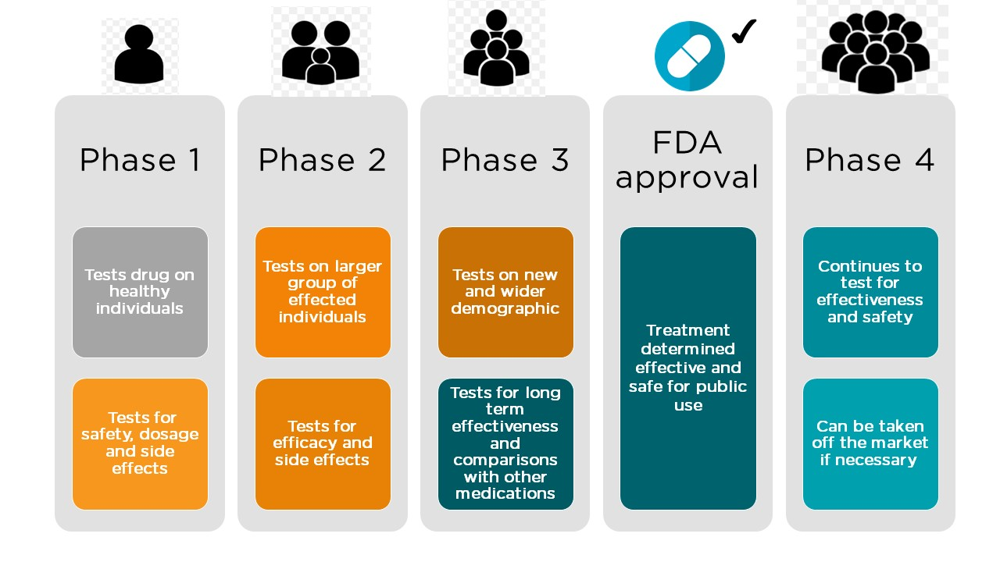 Phase 1
Tests drug on
healthy
individuals
Tests for
safety, dosage
and side
effects
Phase 2
Tests on larger
group of
effected
individuals
Tests for
efficacy and
side effects
Phase 3
Tests on new
and wider
demographic
Tests for long
term
effectiveness
and
comparisons
with other
medications
FDA
approval
Treatment
determined
effective and
safe for public
use
Phase 4
Continues to
test for
effectiveness
and safety
Can be taken
off the market
if necessary